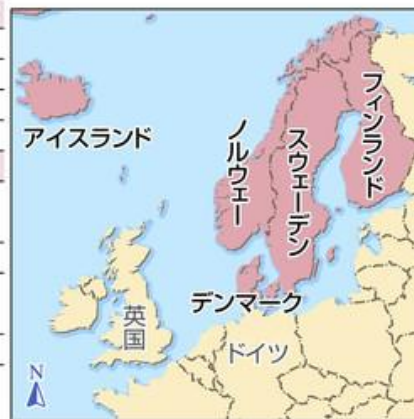 アイスランド
ノルウェー
スウェーデン
フィンランド
デンマーク
英国
ドイツ
N